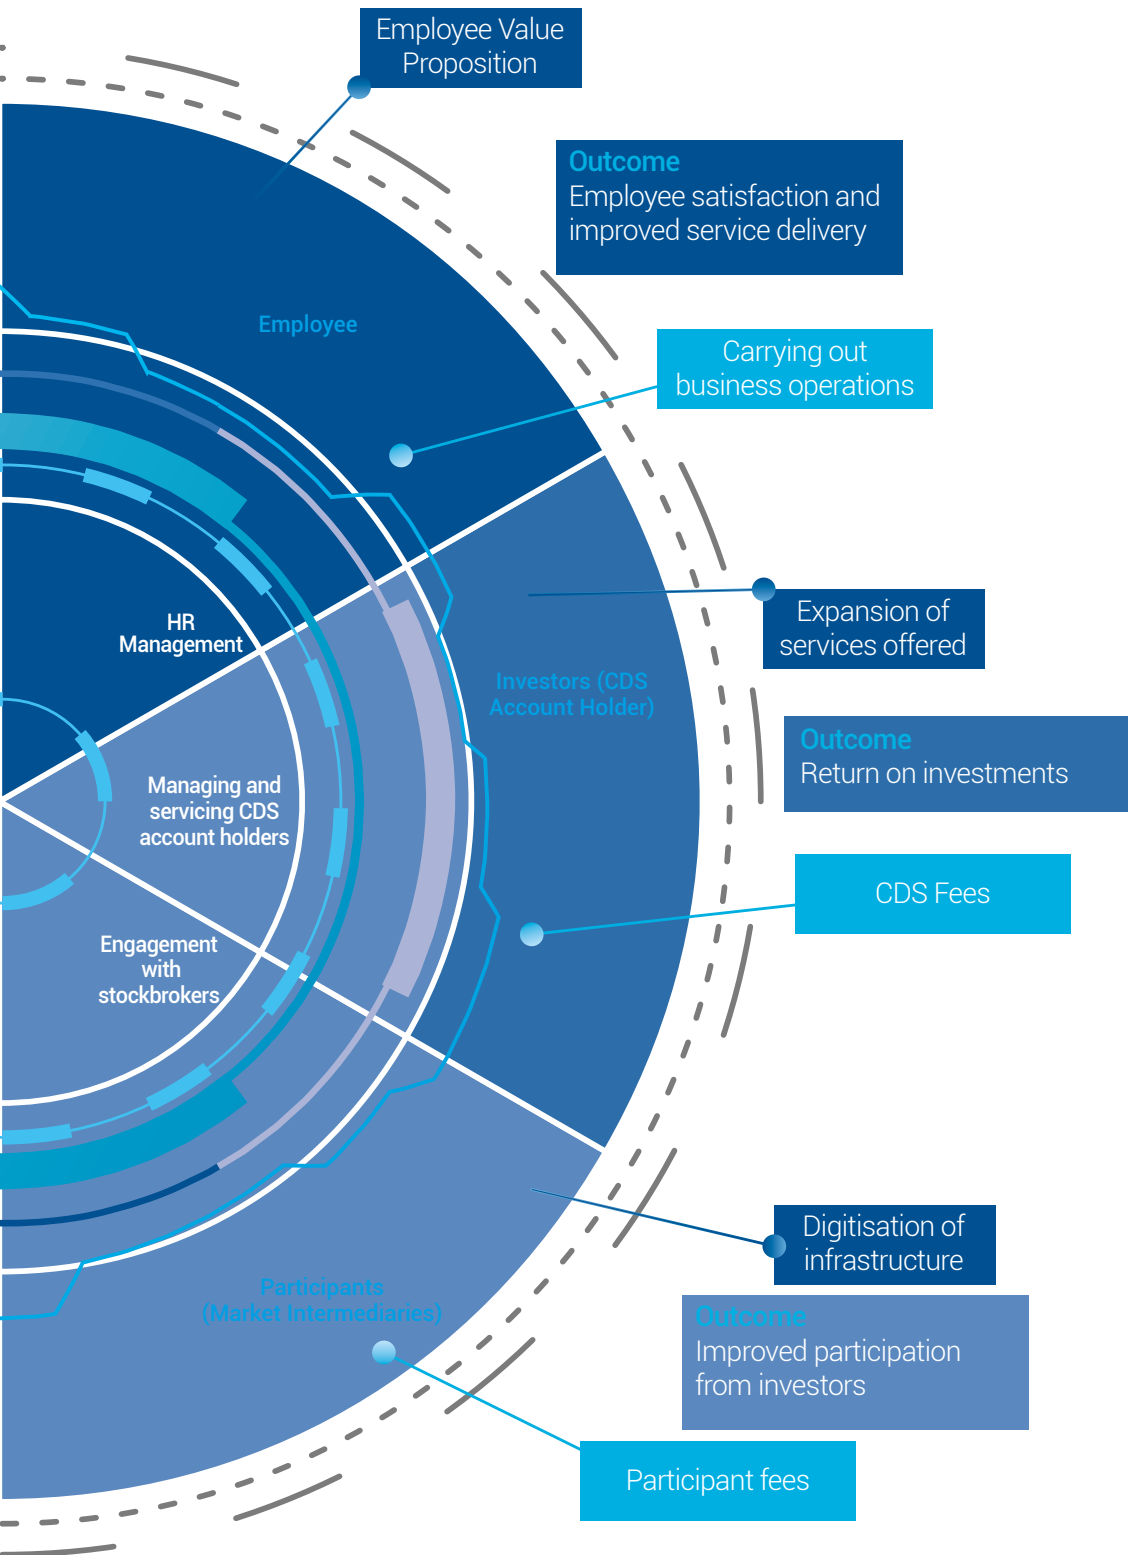 Employee Value
Proposition
Outcome
Employee satisfaction and
improved service delivery
Employee
Carrying out
business operations
HR
Management
Expansion of
services offered
Investors (CDS
Account Holder)
Outcome
Return on investments
Managing and
servicing CDS
account holders
CDS Fees
Engagement
with
stockbrokers
Digitisation of
infrastructure
Participants
(Market Intermediaries)
Outcome
Improved participation
from investors
Participant fees